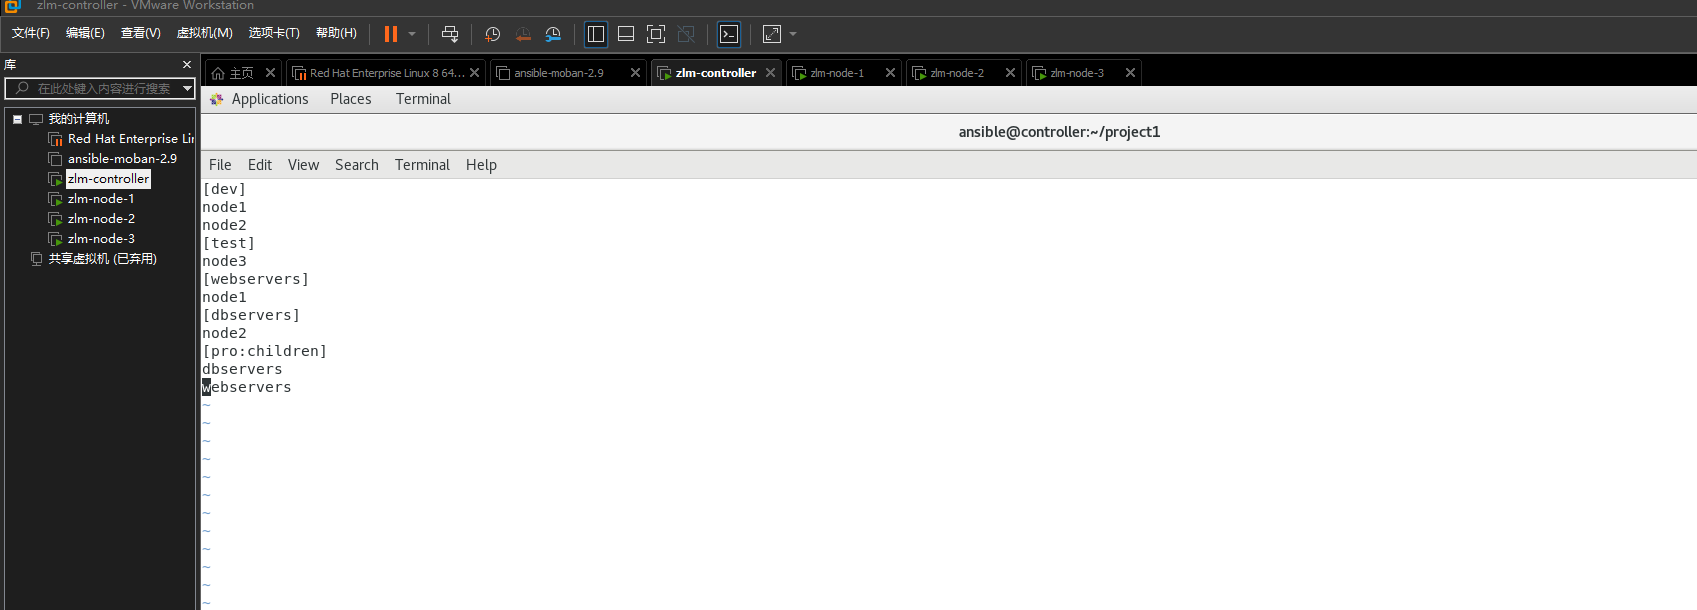 zlm-controller - VMware Workstation
文件(F) 编辑(E) 查看(V) 虚拟机(M) 选项卡(T) 帮助(H)
库
在此处键入内容进行搜索
我的计算机
Red Hat Enterprise Lin
ansible-moban-2.9
zlm-controller
zlm-node-1
zlm-node-2
zlm-node-3
共享虚拟机 (已弃用)
主页 Red Hat Enterprise Linux 8 64... ansible-moban-2.9 zlm-controller zlm-node-1 zlm-node-2 zlm-node-3
Applications Places Terminal
ansible@controller:~/project1
File Edit View Search Terminal Help
[dev]
node1
node2
[test]
node3
[webservers]
node1
[dbservers]
node2
[pro:children]
dbservers
webservers
~
~
~
~
~
~
~
~
~
~
~
~